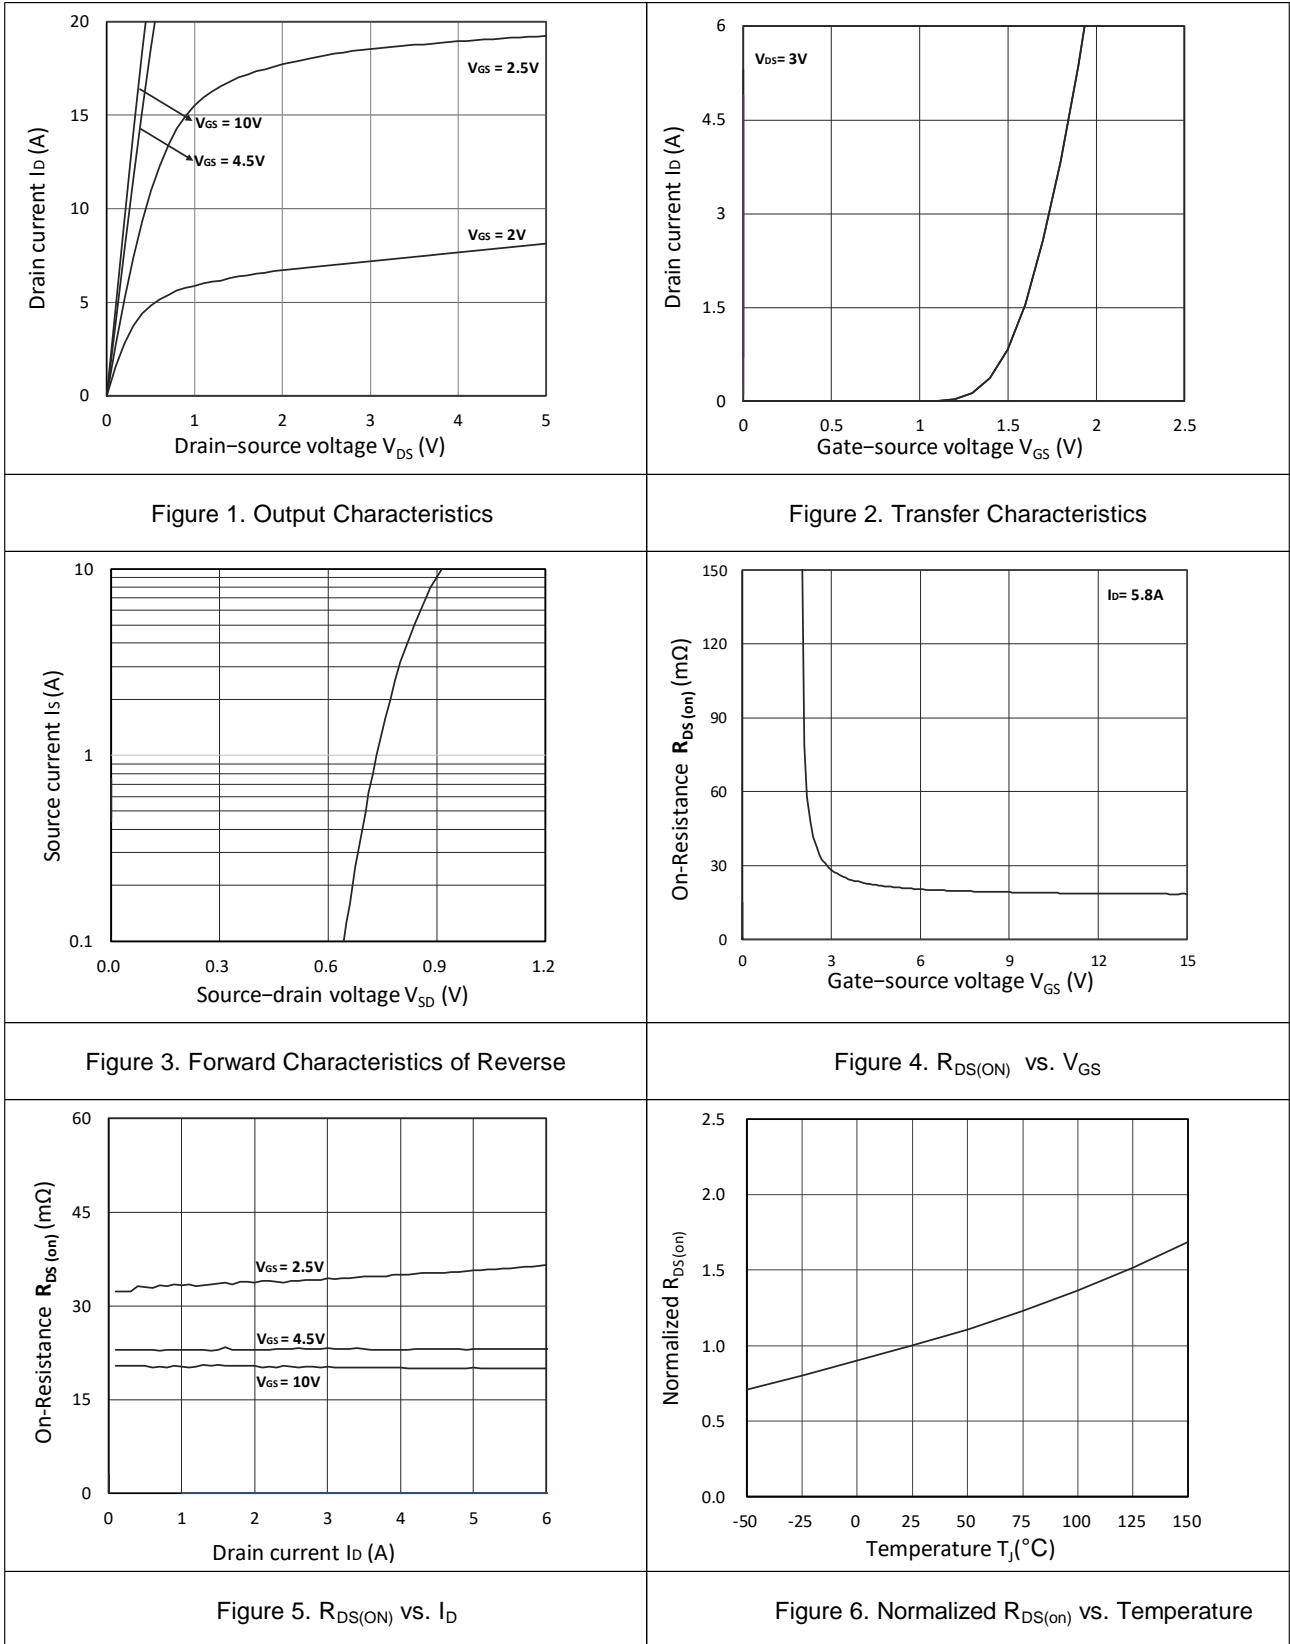 20
15
10
5
0
0 1 2 3 4 5
Drain current ID (A)
VGS = 2.5V
VGS = 10V
VGS = 4.5V
VGS = 2V
Drain−source voltage VDS (V)
Figure 1. Output Characteristics
6
4.5
3
1.5
0
0 0.5 1 1.5 2 2.5
Drain current ID (A)
VDS= 3V
Gate−source voltage VGS (V)
Figure 2. Transfer Characteristics
10
1
0.1
0.0 0.3 0.6 0.9 1.2
Source current IS (A)
Source−drain voltage VSD (V)
Figure 3. Forward Characteristics of Reverse
150
120
90
60
30
0
0 3 6 9 12 15
On-Resistance RDS (on) (mΩ)
ID= 5.8A
Gate−source voltage VGS (V)
Figure 4. RDS(ON) vs. VGS
60
45
30
15
0
0 1 2 3 4 5 6
On-Resistance RDS (on) (mΩ)
VGS = 2.5V
VGS = 4.5V
VGS = 10V
Drain current ID (A)
Figure 5. RDS(ON) vs. ID
2.5
2.0
1.5
1.0
0.5
0.0
-50 -25 0 25 50 75 100 125 150
Normalized RDS(on)
Temperature TJ(°C)
Figure 6. Normalized RDS(on) vs. Temperature